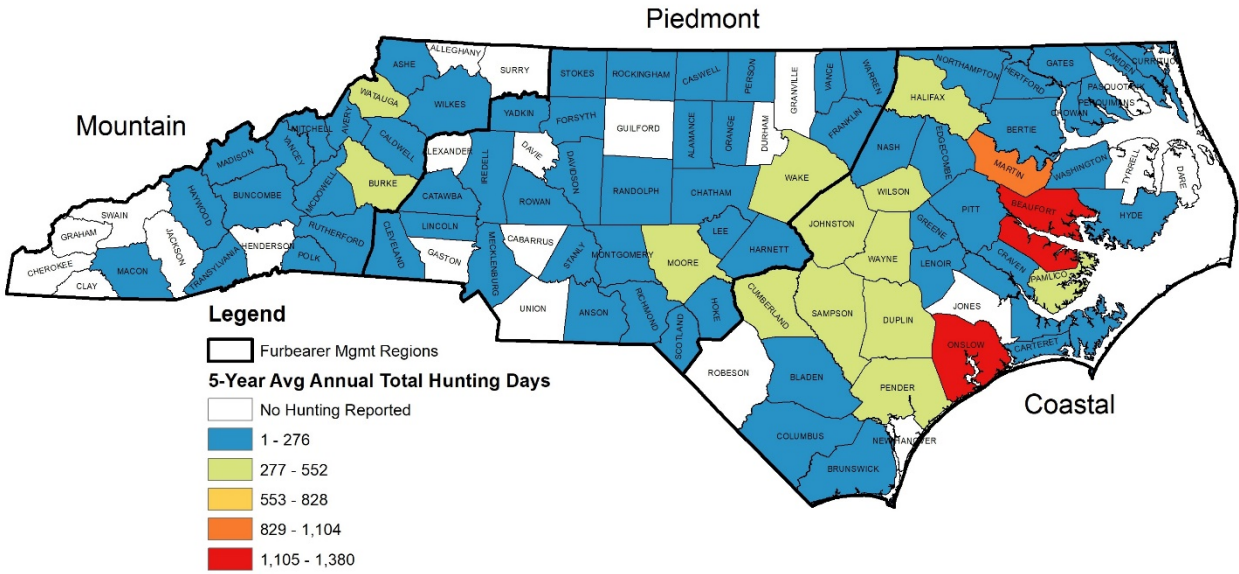 Piedmont
Mountain
Coastal
ALLEGHANY
SURRY
ASHE
WATAUGA
WILKES
STOKES
ROCKINGHAM
CASWELL
PERSON
GRANVILLE
VANCE
WARREN
NORTHAMPTON
HERTFORD
GATES
CAMDEN
CURRITUCK
PASQUOTANK
PERQUIMANS
CHOWAN
HALIFAX
BERTIE
YADKIN
FORSYTH
GUILFORD
ALAMANCE
ORANGE
DURHAM
FRANKLIN
NASH
EDGECOMBE
MARTIN
WASHINGTON
TYRRELL
DARE
MITCHELL
AVERY
CALDWELL
YANCEY
MADISON
BURKE
LEXANDER
IREDELL
DAVIE
DAVIDSON
RANDOLPH
CHATHAM
WAKE
WILSON
PITT
BEAUFORT
HYDE
HAYWOOD
BUNCOMBE
MCDOWELL
CATAWBA
ROWAN
JOHNSTON
GREENE
SWAIN
GRAHAM
JACKSON
HENDERSON
RUTHERFORD
CLEVELAND
LINCOLN
CABARRUS
STANLY
MONTGOMERY
MOORE
LEE
HARNETT
WAYNE
LENOIR
CRAVEN
PAMLICO
CHEROKEE
CLAY
MACON
TRANSYLVANIA
POLK
GASTON
MECKLENBURG
UNION
ANSON
RICHMOND
SCOTLAND
HOKE
CUMBERLAND
SAMPSON
DUPLIN
JONES
ONSLOW
CARTERET
ROBESON
BLADEN
PENDER
COLUMBUS
NEW HANOVER
BRUNSWICK
Legend
Furbearer Mgmt Regions
5-Year Avg Annual Total Hunting Days
No Hunting Reported
1 - 276
277 - 552
553 - 828
829 - 1,104
1,105 - 1,380